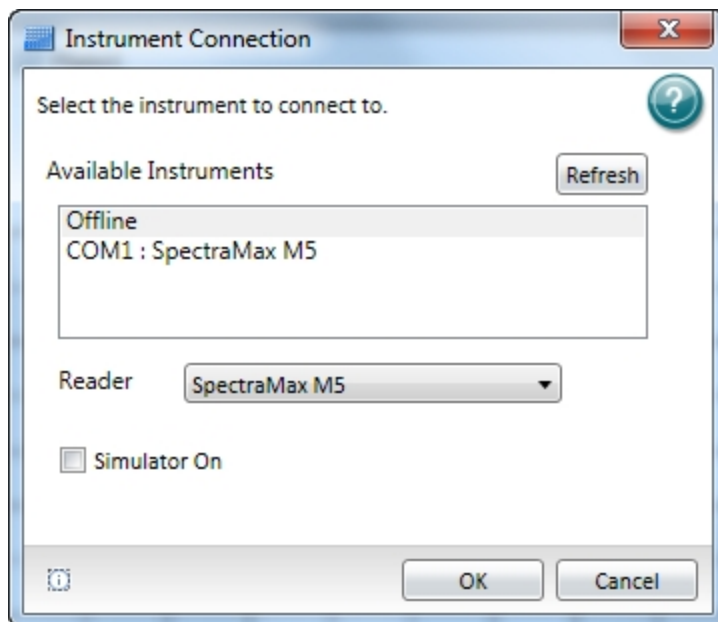 Instrument Connection
Select the instrument to connect to.
Available Instruments
Refresh
Offline
COM1 : SpectraMax M5
Reader
SpectraMax M5
Simulator On
OK
Cancel